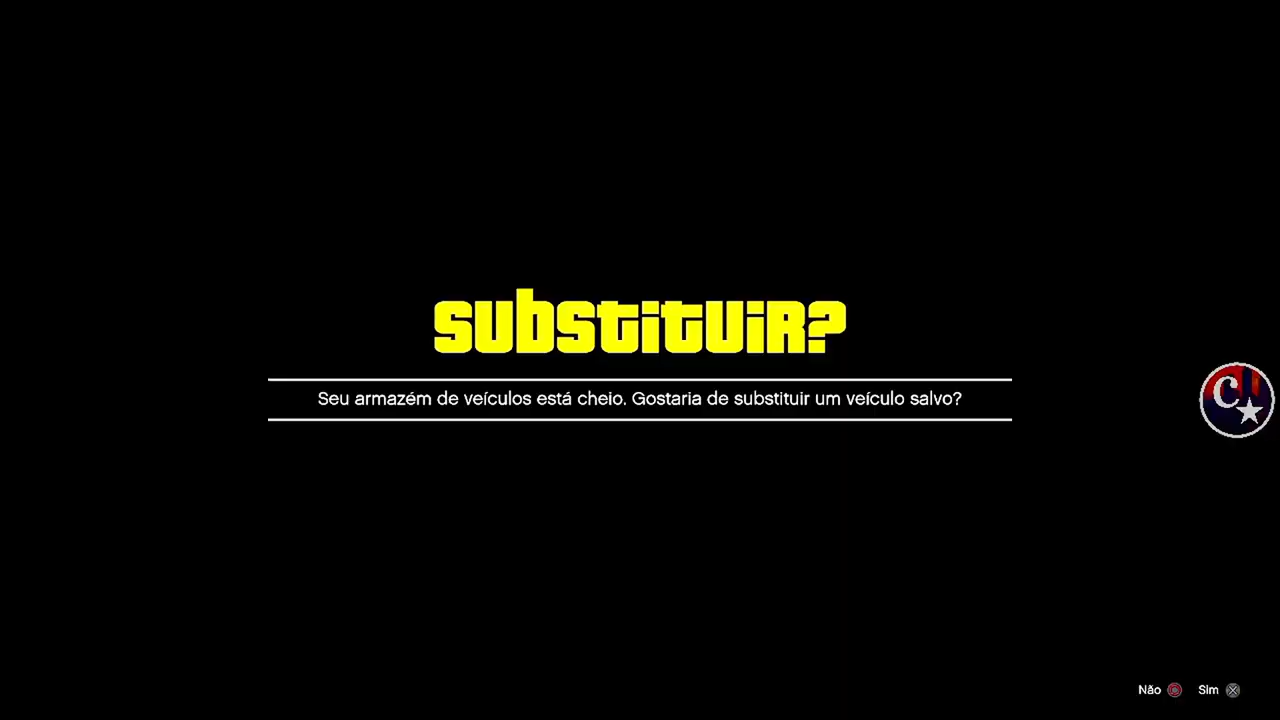 SUBSTITUIR?
Seu armazém de veículos está cheio. Gostaria de substituir um veículo salvo?
C
Não Sim